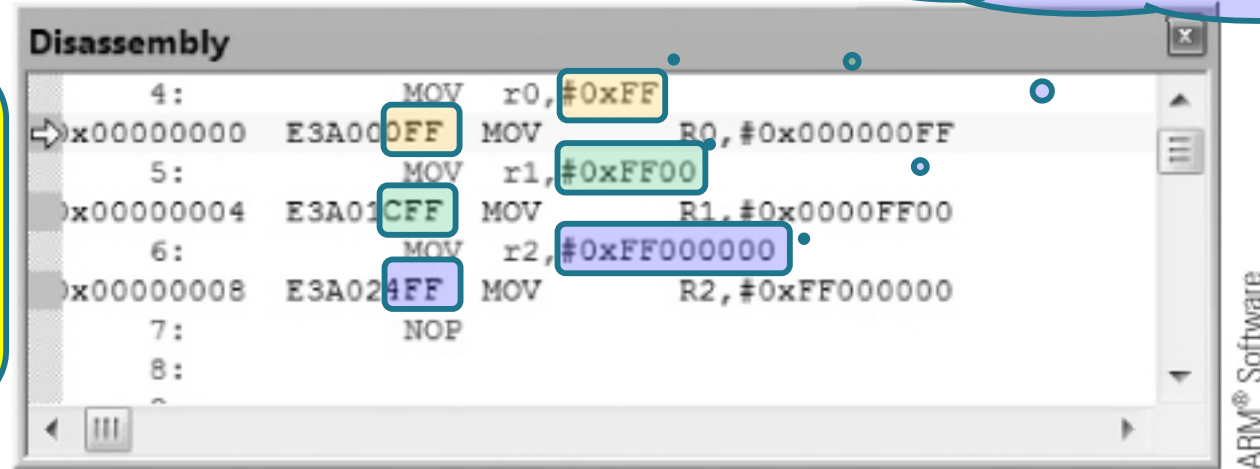 Disassembly
x
4: MOV r0,#0xFF
0x00000000 E3A000FF MOV R0,#0x000000FF
5: MOV r1,#0xFF00
0x00000004 E3A01CFF MOV R1,#0x0000FF00
6: MOV r2,#0xFF000000
0x00000008 E3A024FF MOV R2,#0xFF000000
7: NOP
8:
ARM® Software